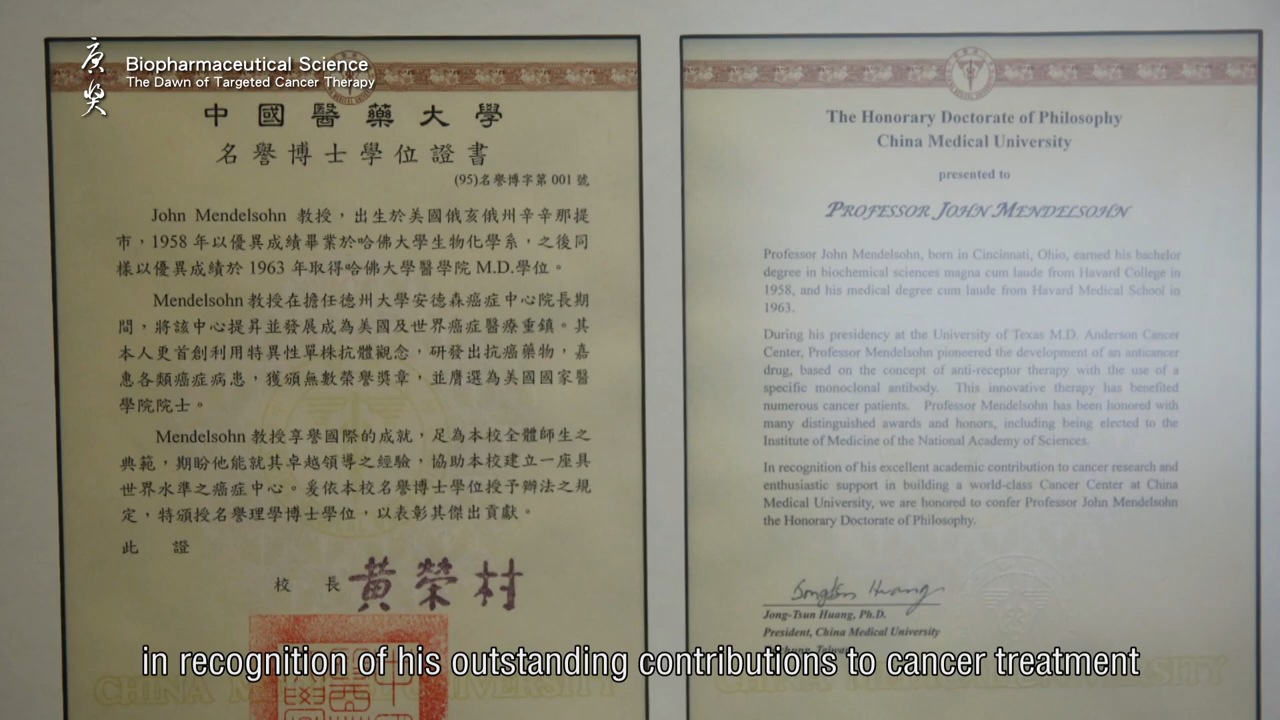 唐奬
Biopharmaceutical Science
The Dawn of Targeted Cancer Therapy
中國醫藥大學
名譽博士學位證書
(95)名譽博字第 001 號
John Mendelsohn 教授，出生於美國俄亥俄州辛辛那提
市，1958 年以優異成績畢業於哈佛大學生物化學系，之後同
樣以優異成績於 1963 年取得哈佛大學醫學院 M.D.學位。
Mendelsohn 教授在擔任德州大學安德森癌症中心院長期
間，將該中心提昇並發展成為美國及世界癌症醫療重鎮。其
本人更首創利用特異性單株抗體觀念，研發出抗癌藥物，嘉
惠各類癌症病患，獲頒無數榮譽獎章，並膺選為美國國家醫
學院院士。
Mendelsohn 教授享譽國際的成就，足為本校全體師生之
典範，期盼他能就其卓越領導之經驗，協助本校建立一座具
世界水準之癌症中心。爰依本校名譽博士學位授予辦法之規
定，特頒授名譽理學博士學位，以表彰其傑出貢獻。
此 證
校 長 黃榮村
The Honorary Doctorate of Philosophy
China Medical University
presented to
PROFESSOR JOHN MENDELSOHN
Professor John Mendelsohn, born in Cincinnati, Ohio, earned his bachelor
degree in biochemical sciences magna cum laude from Havard College in
1958, and his medical degree cum laude from Havard Medical School in
1963.
During his presidency at the University of Texas M.D. Anderson Cancer
Center, Professor Mendelsohn pioneered the development of an anticancer
drug, based on the concept of anti-receptor therapy with the use of a
specific monoclonal antibody. This innovative therapy has benefited
numerous cancer patients. Professor Mendelsohn has been honored with
many distinguished awards and honors, including being elected to the
Institute of Medicine of the National Academy of Sciences.
In recognition of his excellent academic contribution to cancer research and
enthusiastic support in building a world-class Cancer Center at China
Medical University, we are honored to confer Professor John Mendelsohn
the Honorary Doctorate of Philosophy.
Jong-Tsun Huang, Ph.D.
President, China Medical University
in recognition of his outstanding contributions to cancer treatment